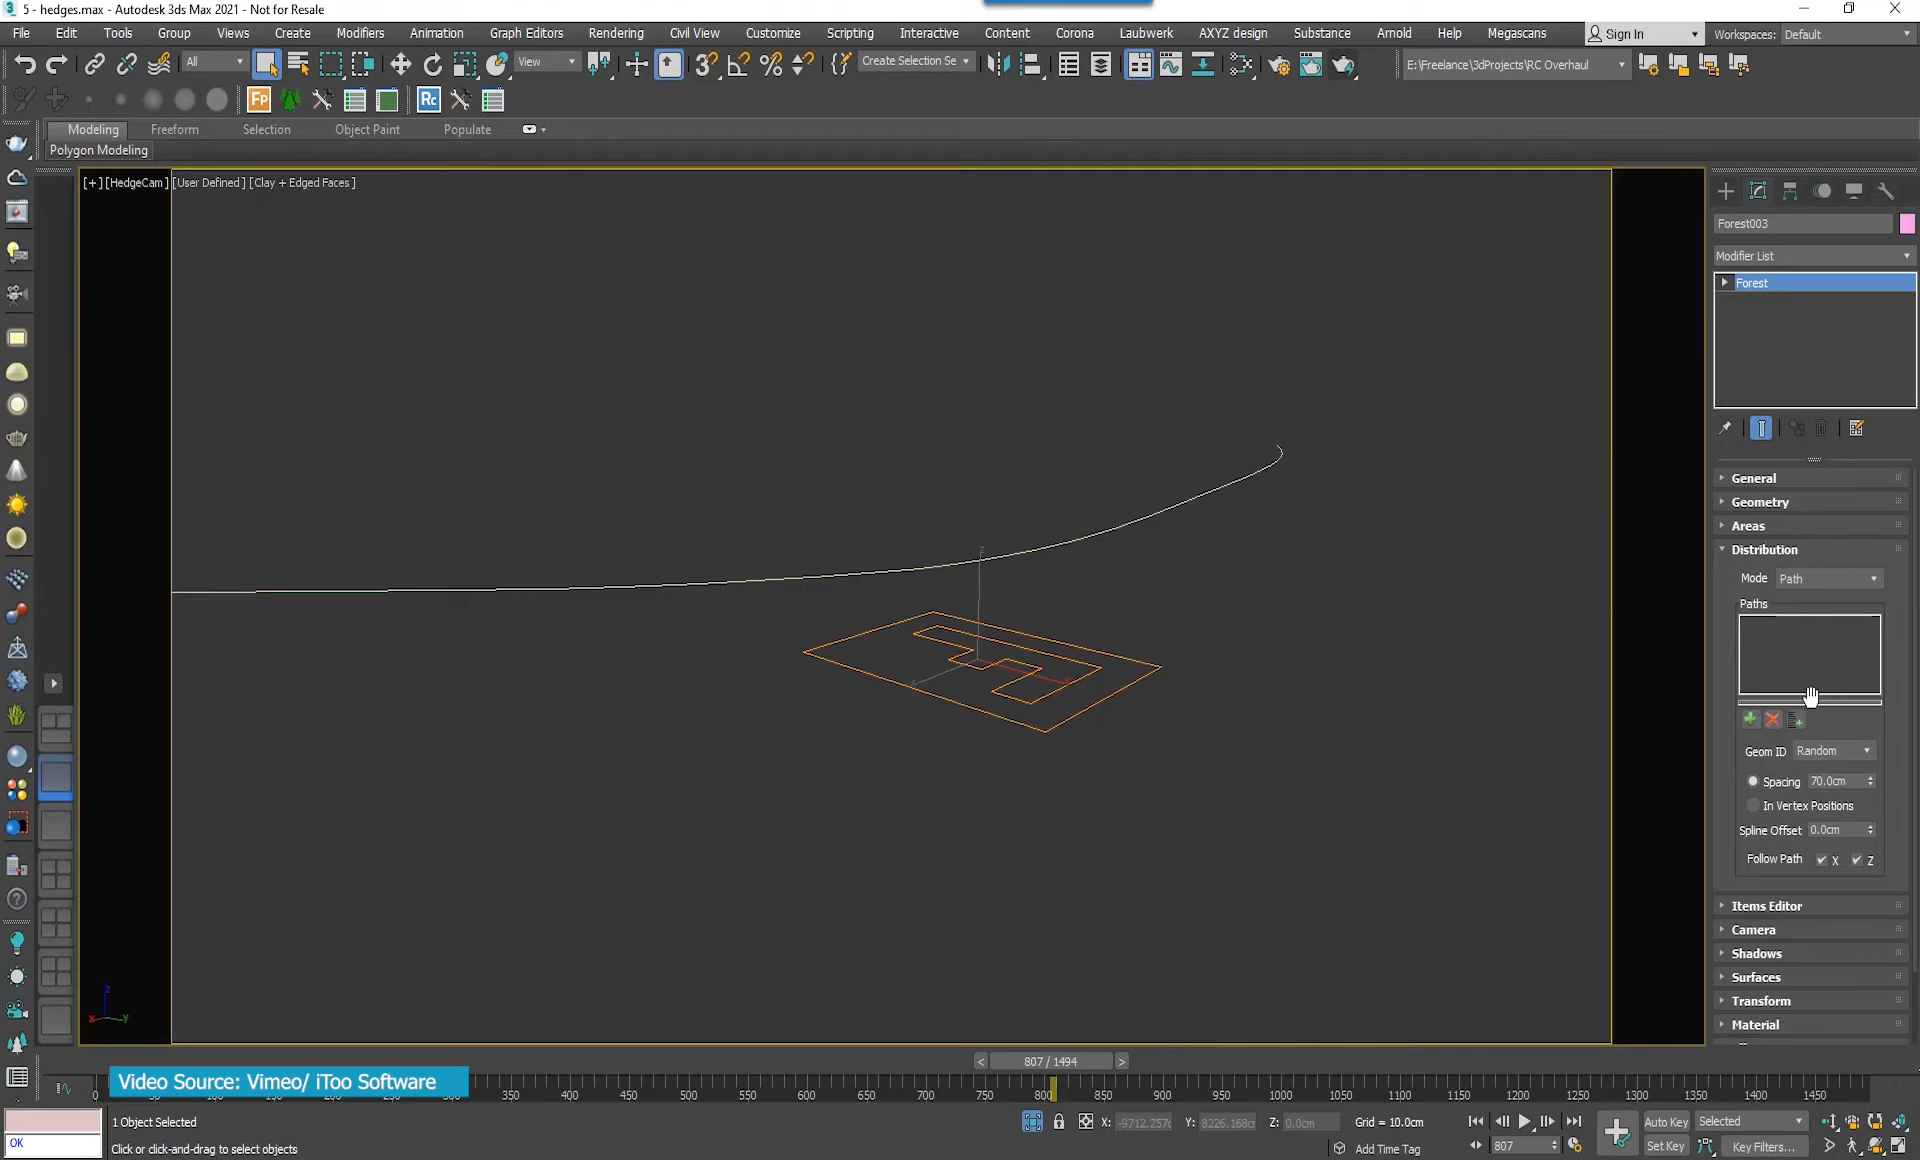 5 - hedges.max - Autodesk 3ds Max 2021 - Not for Resale
File Edit Tools Group Views Create Modifiers Animation Graph Editors Rendering Civil View Customize Scripting Interactive Content Corona Laubwerk AXYZ design Substance Arnold Help Megascans Sign In Workspaces: Default
All View Create Selection Se E:\Freelance\3dProjects\RC Overhaul
Fp Rc
Modeling Freeform Selection Object Paint Populate
Polygon Modeling
[+] [HedgeCam] [User Defined] [Clay + Edged Faces]
Forest003
Modifier List
Forest
General
Geometry
Areas
Distribution
Mode Path
Paths
Geom ID Random
Spacing 70.0cm
In Vertex Positions
Spline Offset 0.0cm
Follow Path X Z
Items Editor
Camera
Shadows
Surfaces
Transform
Material
z
x y
< 807 / 1494 >
Video Source: Vimeo/ iToo Software
0 350 400 450 500 550 600 650 700 750 800 850 900 950 1000 1050 1100 1150 1200 1250 1300 1350 1400 1450
1 Object Selected X: -9712.257c Y: 8226.168c Z: 0.0cm Grid = 10.0cm Auto Key Selected
OK Click or click-and-drag to select objects Add Time Tag 807 Set Key Key Filters...